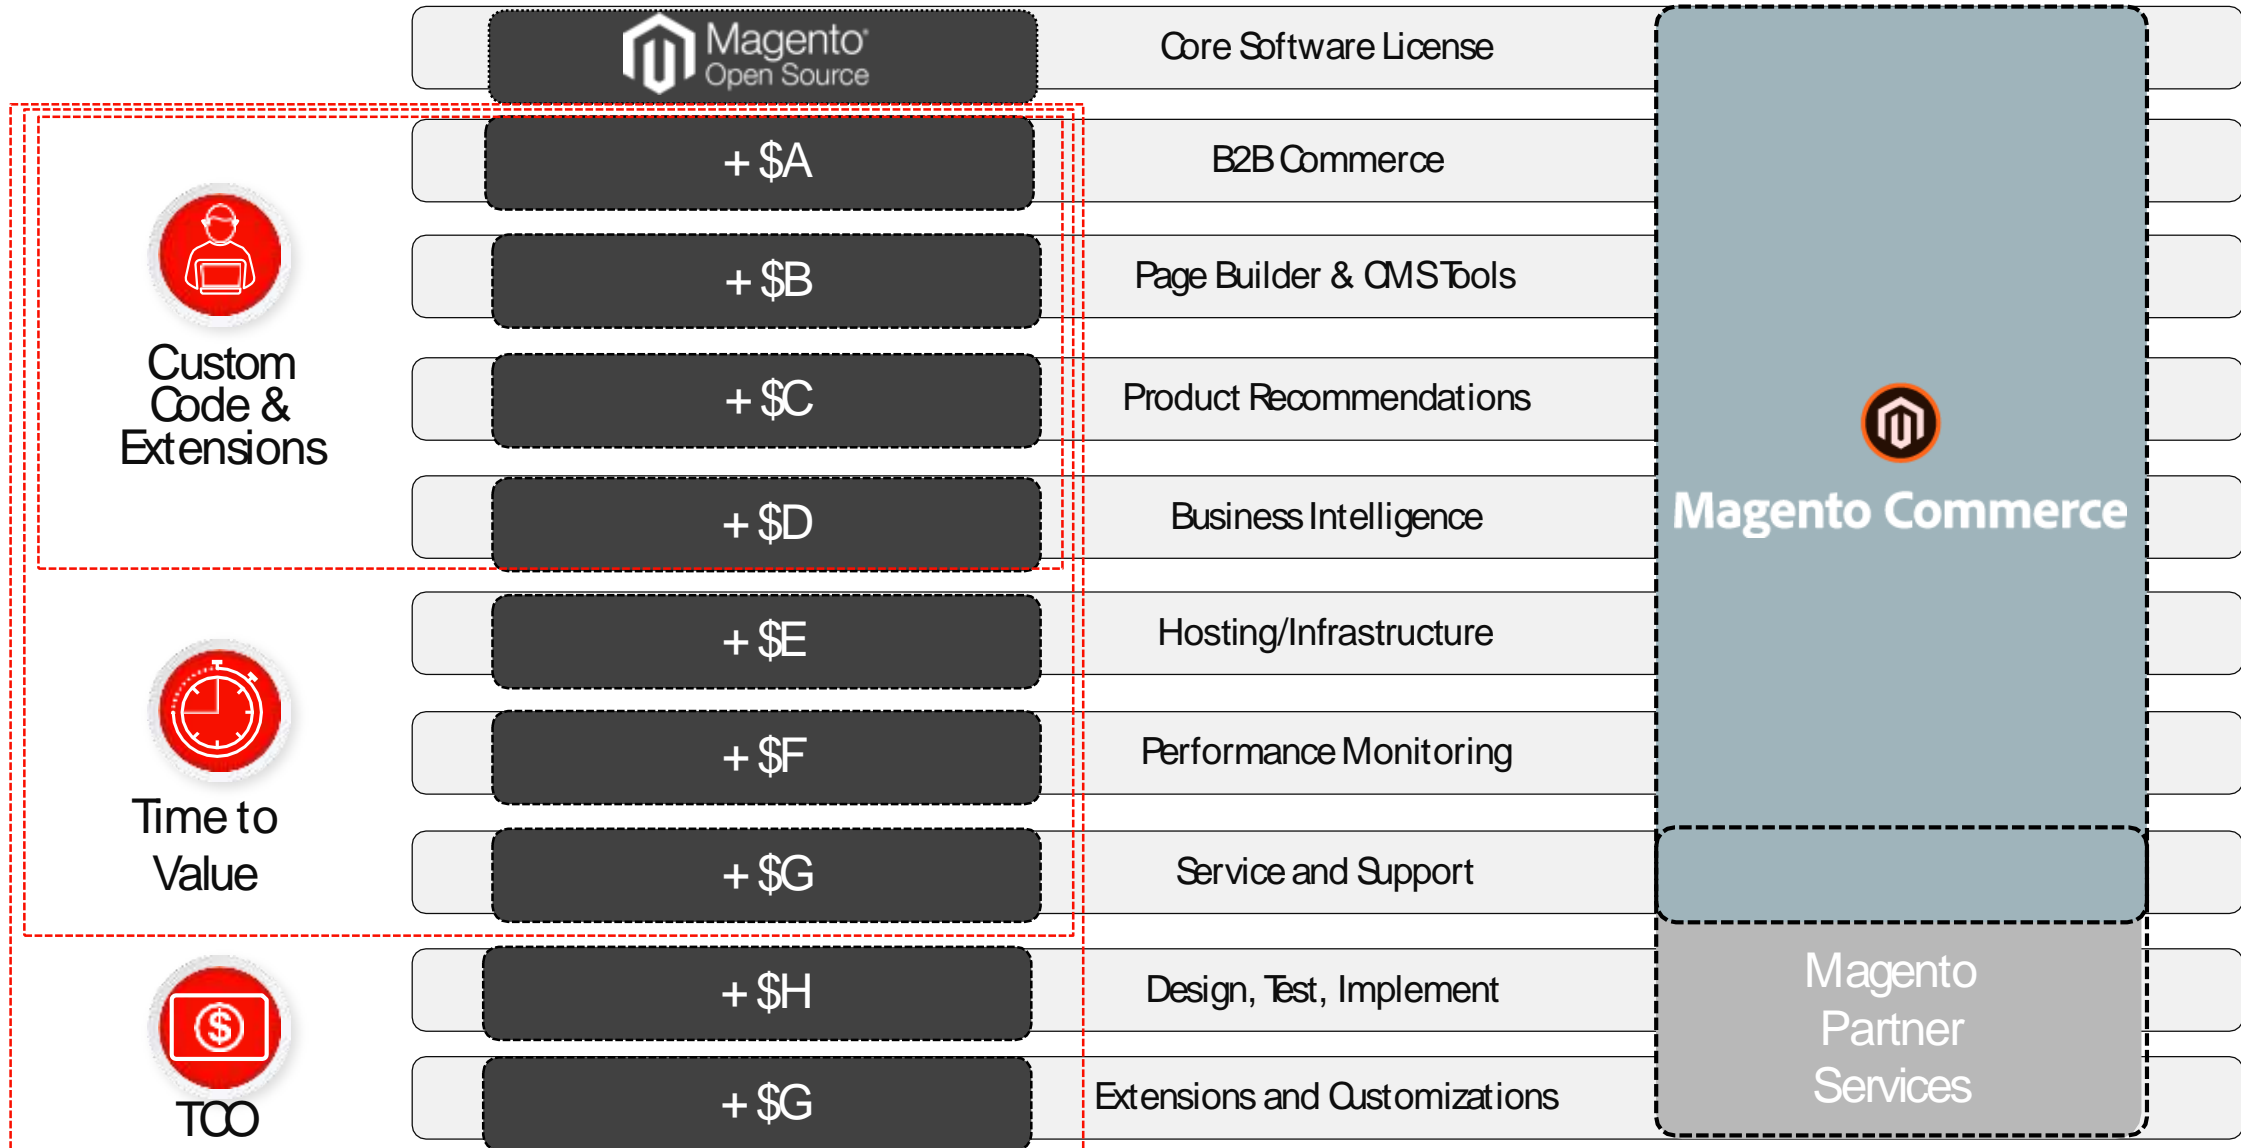 Magento
Open Source
Core Software License
+ $A
B2B Commerce
+ $B
Page Builder & CMS Tools
Custom
Code &
Extensions
+ $C
Product Recommendations
+ $D
Business Intelligence
Magento Commerce
+ $E
Hosting/Infrastructure
+ $F
Performance Monitoring
Time to
Value
+ $G
Service and Support
+ $H
Design, Test, Implement
Magento
Partner
Services
$
TCO
+ $G
Extensions and Customizations